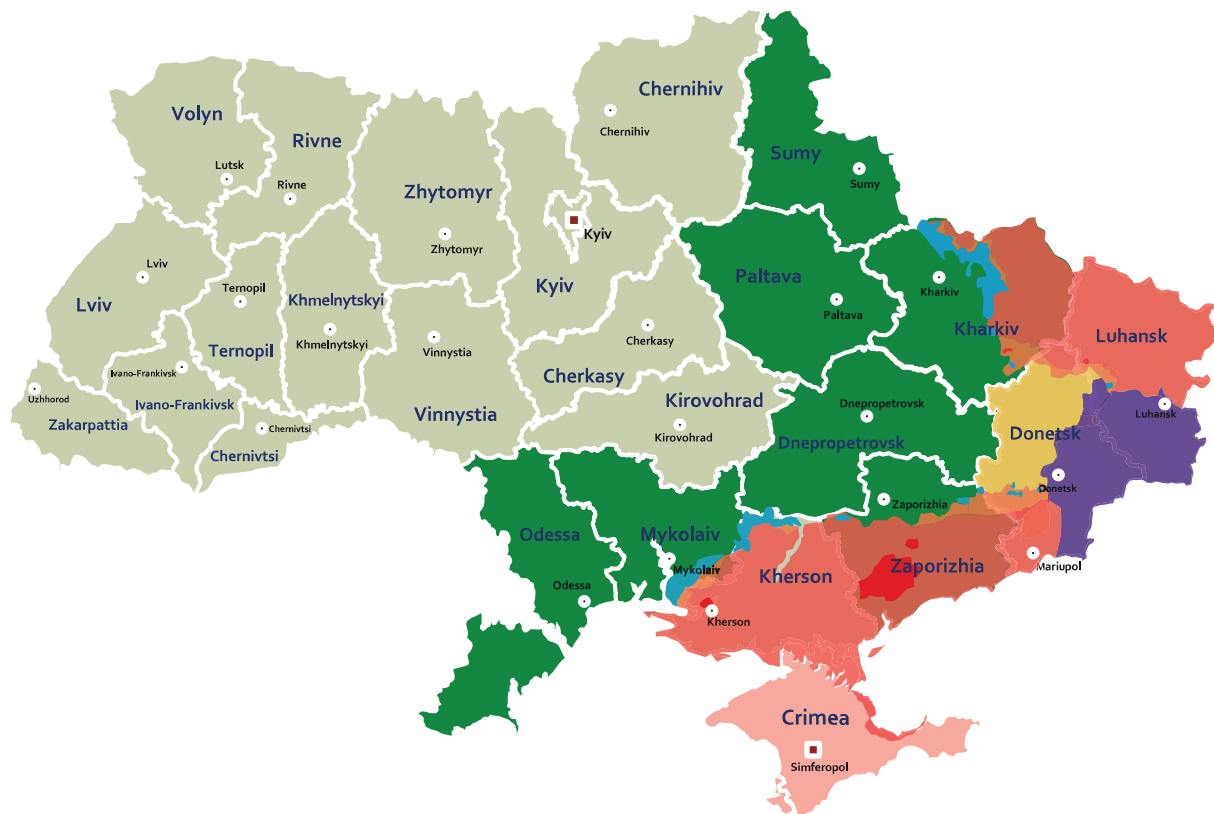 Chernihiv
Volyn
Chernihiv
Rivne
Sumy
Lutsk
Sumy
Rivne
Zhytomyr
Kyiv
Zhytomyr
Lviv
Paltava
Kharkiv
Kyiv
Ternopil
Khmelnytskyi
Lviv
Paltava
Kharkiv
Luhansk
Khmelnytskyi
Cherkasy
Ternopil
Vinnystia
Ivano-Frankivsk
Cherkasy
Uzhhorod
Ivano-Frankivsk
Kirovohrad
Dnepropetrovsk
Luhansk
Vinnystia
Zakarpattia
Chernivtsi
Kirovohrad
Donetsk
Dnepropetrovsk
Chernivtsi
Donetsk
Zaporizhia
Odessa
Mykolaiv
Mykolaiv
Kherson
Zaporizhia
Mariupol
Odessa
Kherson
Crimea
Simferopol